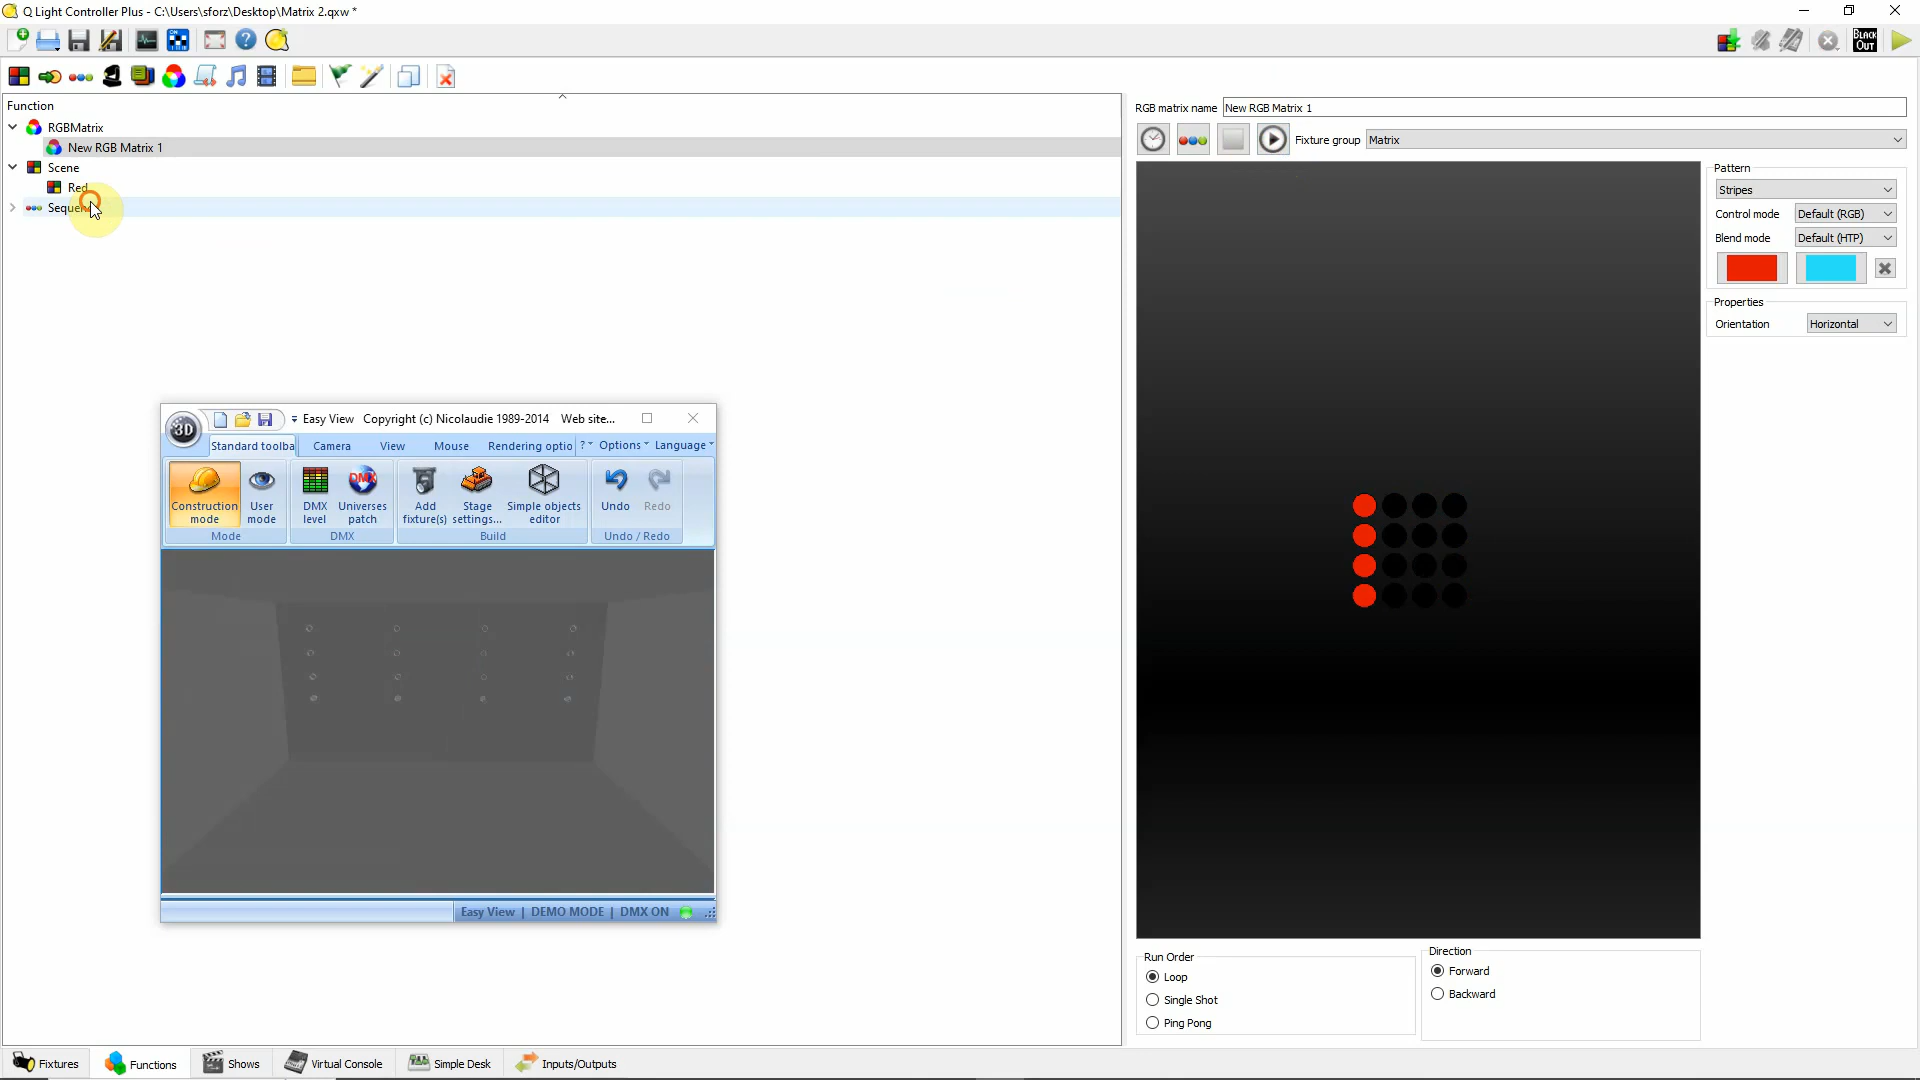 Q Light Controller Plus - C:\Users\sforz\Desktop\Matrix 2.qxw *
ON
BLACK OUT
Function
RGBMatrix
New RGB Matrix 1
Scene
Red
RGB matrix name New RGB Matrix 1
Fixture group Matrix
Pattern
Stripes
Control mode Default (RGB)
Blend mode Default (HTP)
Properties
Orientation Horizontal
3D
Easy View Copyright (c) Nicolaudie 1989-2014 Web site...
Standard toolba Camera View Mouse Rendering optio ? Options Language
Construction mode
User mode
DMX level
DMX
Universes patch
Add fixture(s)
Stage settings...
Simple objects editor
Undo
Redo
Mode DMX Build Undo / Redo
Easy View | DEMO MODE | DMX ON
Run Order
Loop
Single Shot
Ping Pong
Direction
Forward
Backward
Fixtures Functions Shows Virtual Console Simple Desk Inputs/Outputs